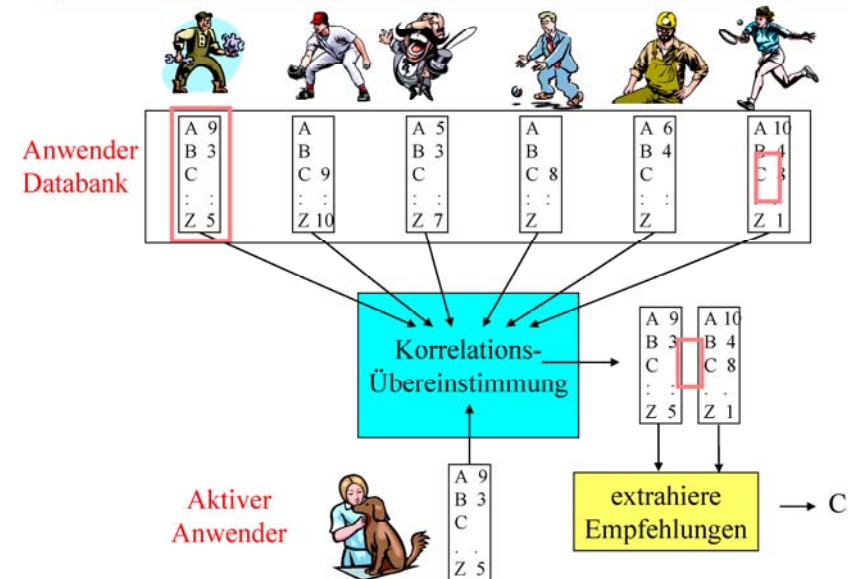 A 9
B 3
C
: :
Z 5
A
B
C 9
: :
Z 10
A 5
B 3
C
: :
Z 7
A
B
C 8
: :
Z
A 6
B 4
C
: :
Z
A 10
B 4
C 8
. .
Z 1
Anwender
Databank
Korrelations-
Übereinstimmung
A 9
B 3
C
: :
Z 5
A 10
B 4
C 8
. .
Z 1
Aktiver
Anwender
A 9
B 3
C
. .
Z 5
extrahiere
Empfehlungen
C